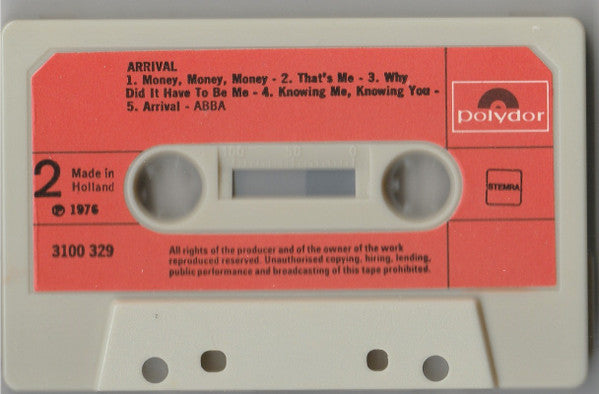 ARRIVAL
1. Money, Money, Money - 2. That's Me - 3. Why
Did It Have To Be Me - 4. Knowing Me, Knowing You -
5. Arrival - ABBA
polydor
100 50 0
2 Made in
Holland
℗ 1976
STEMRA
3100 329
All rights of the producer and of the owner of the work
reproduced reserved. Unauthorised copying, hiring, lending,
public performance and broadcasting of this tape prohibited.